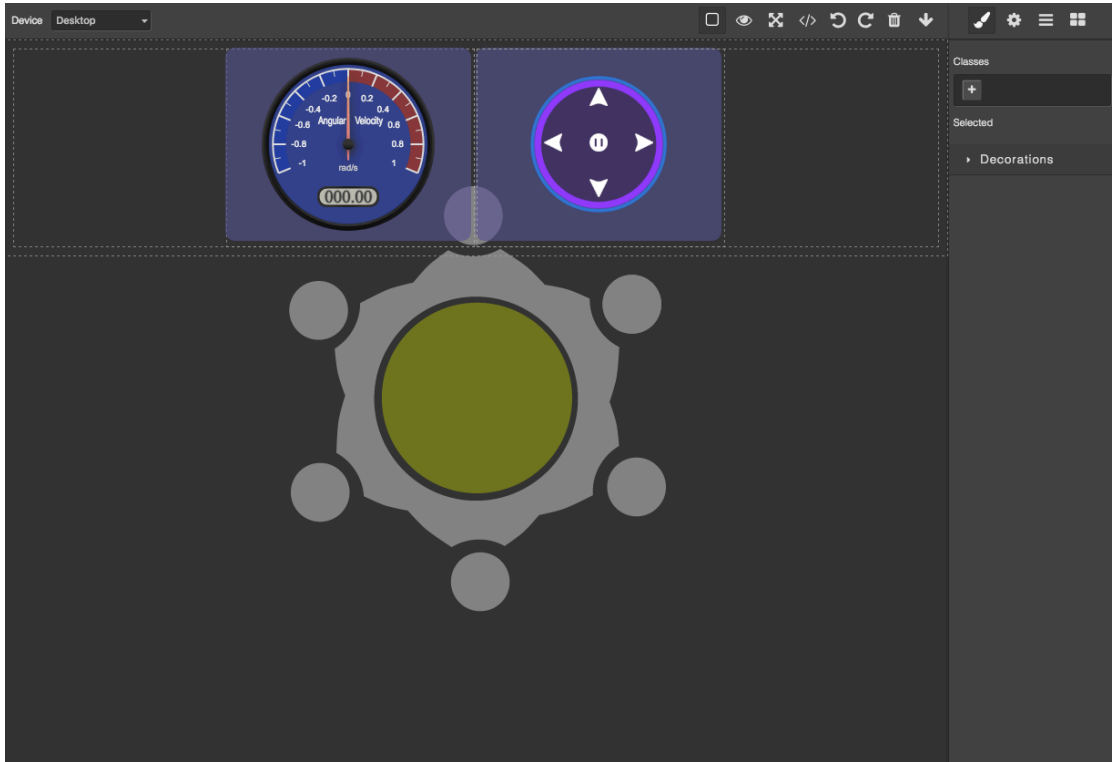 Device Desktop
</>
Classes
+
Selected
Decorations
-0.2 0 0.2
-0.4 0.4
Angular Velocity
-0.6 0.6
-0.8 0.8
-1 1
rad/s
000.00